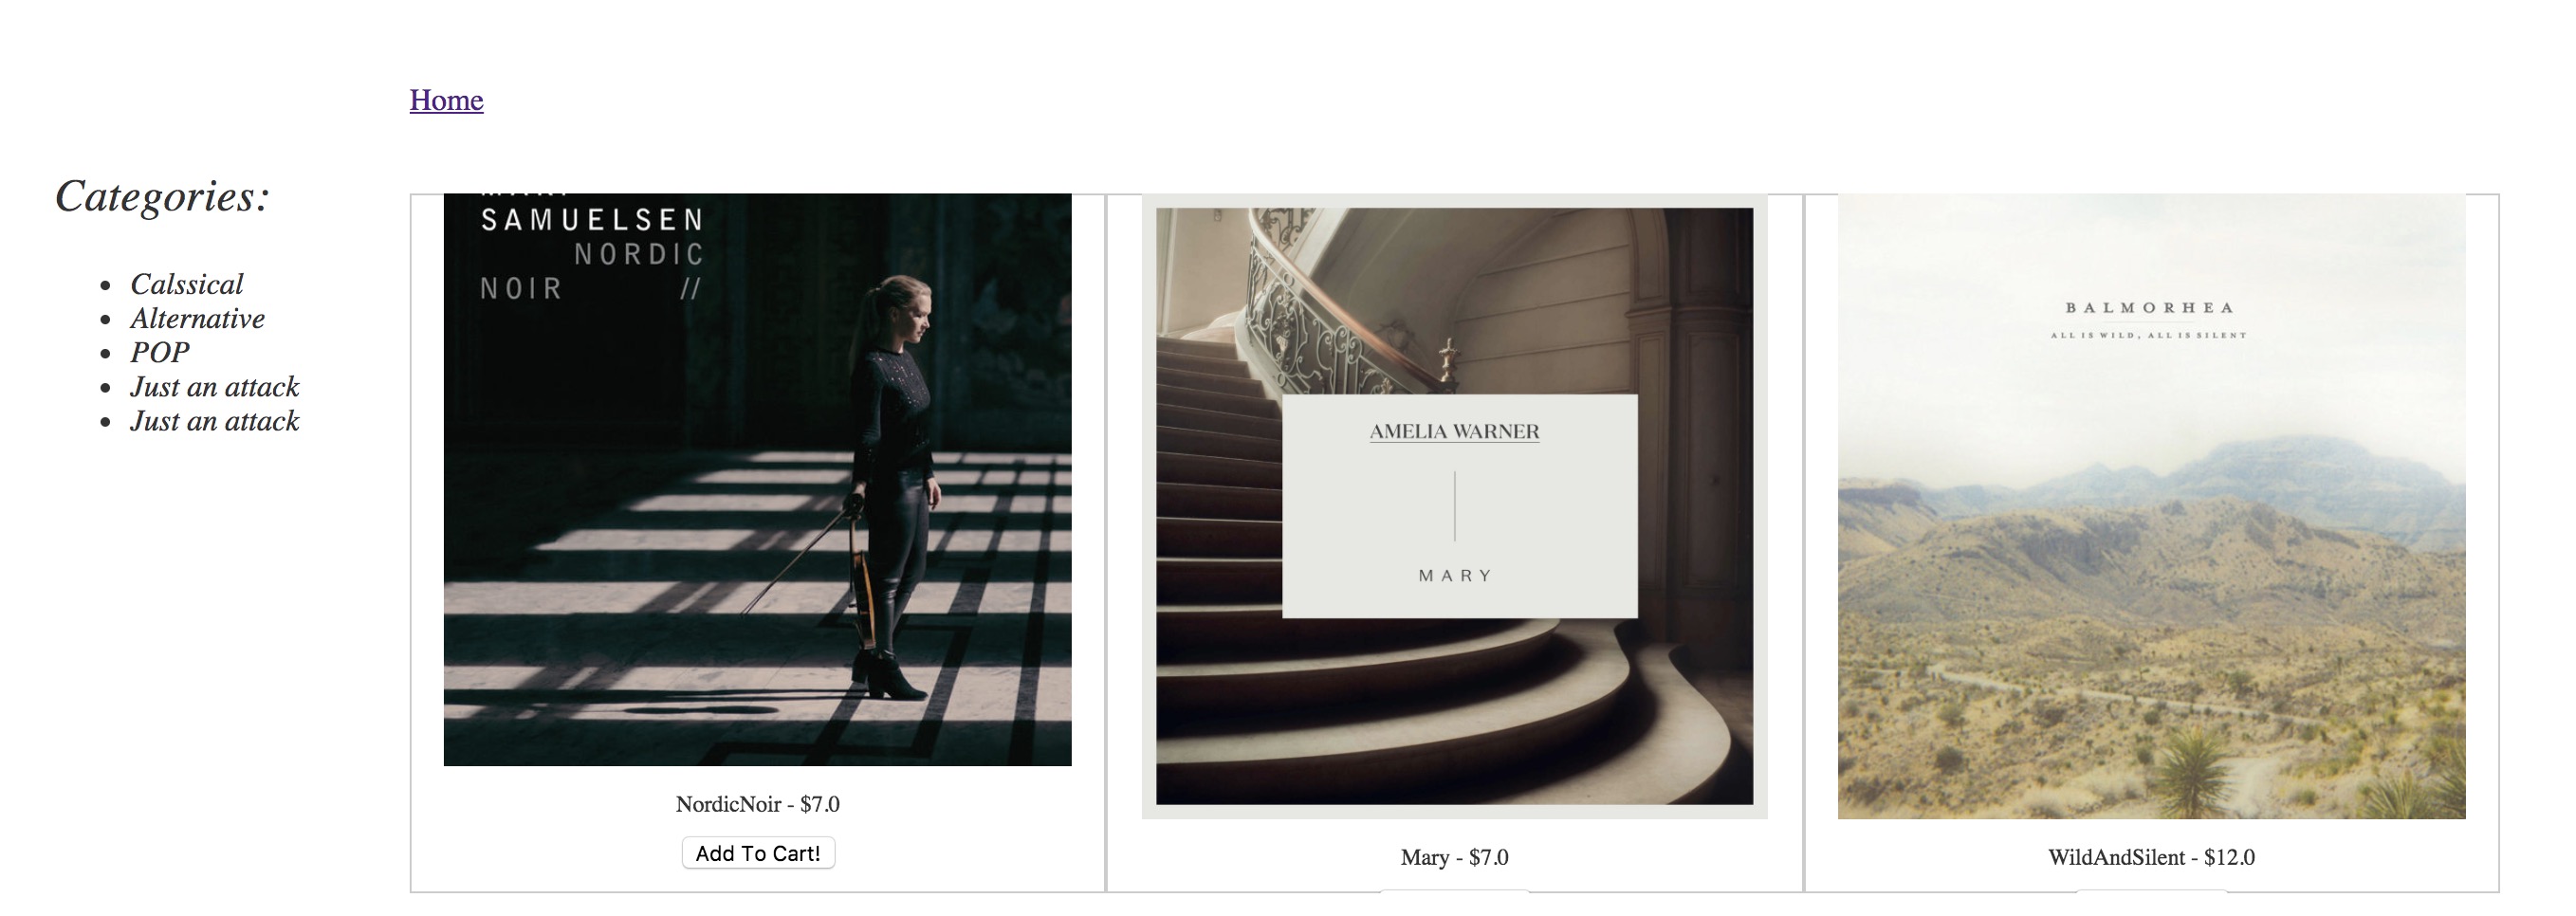 Home
Categories:
Calssical
Alternative
POP
Just an attack
Just an attack
SAMUELSEN
NORDIC
NOIR //
NordicNoir - $7.0
Add To Cart!
AMELIA WARNER
MARY
Mary - $7.0
BALMORHEA
ALL IS WILD, ALL IS SILENT
WildAndSilent - $12.0